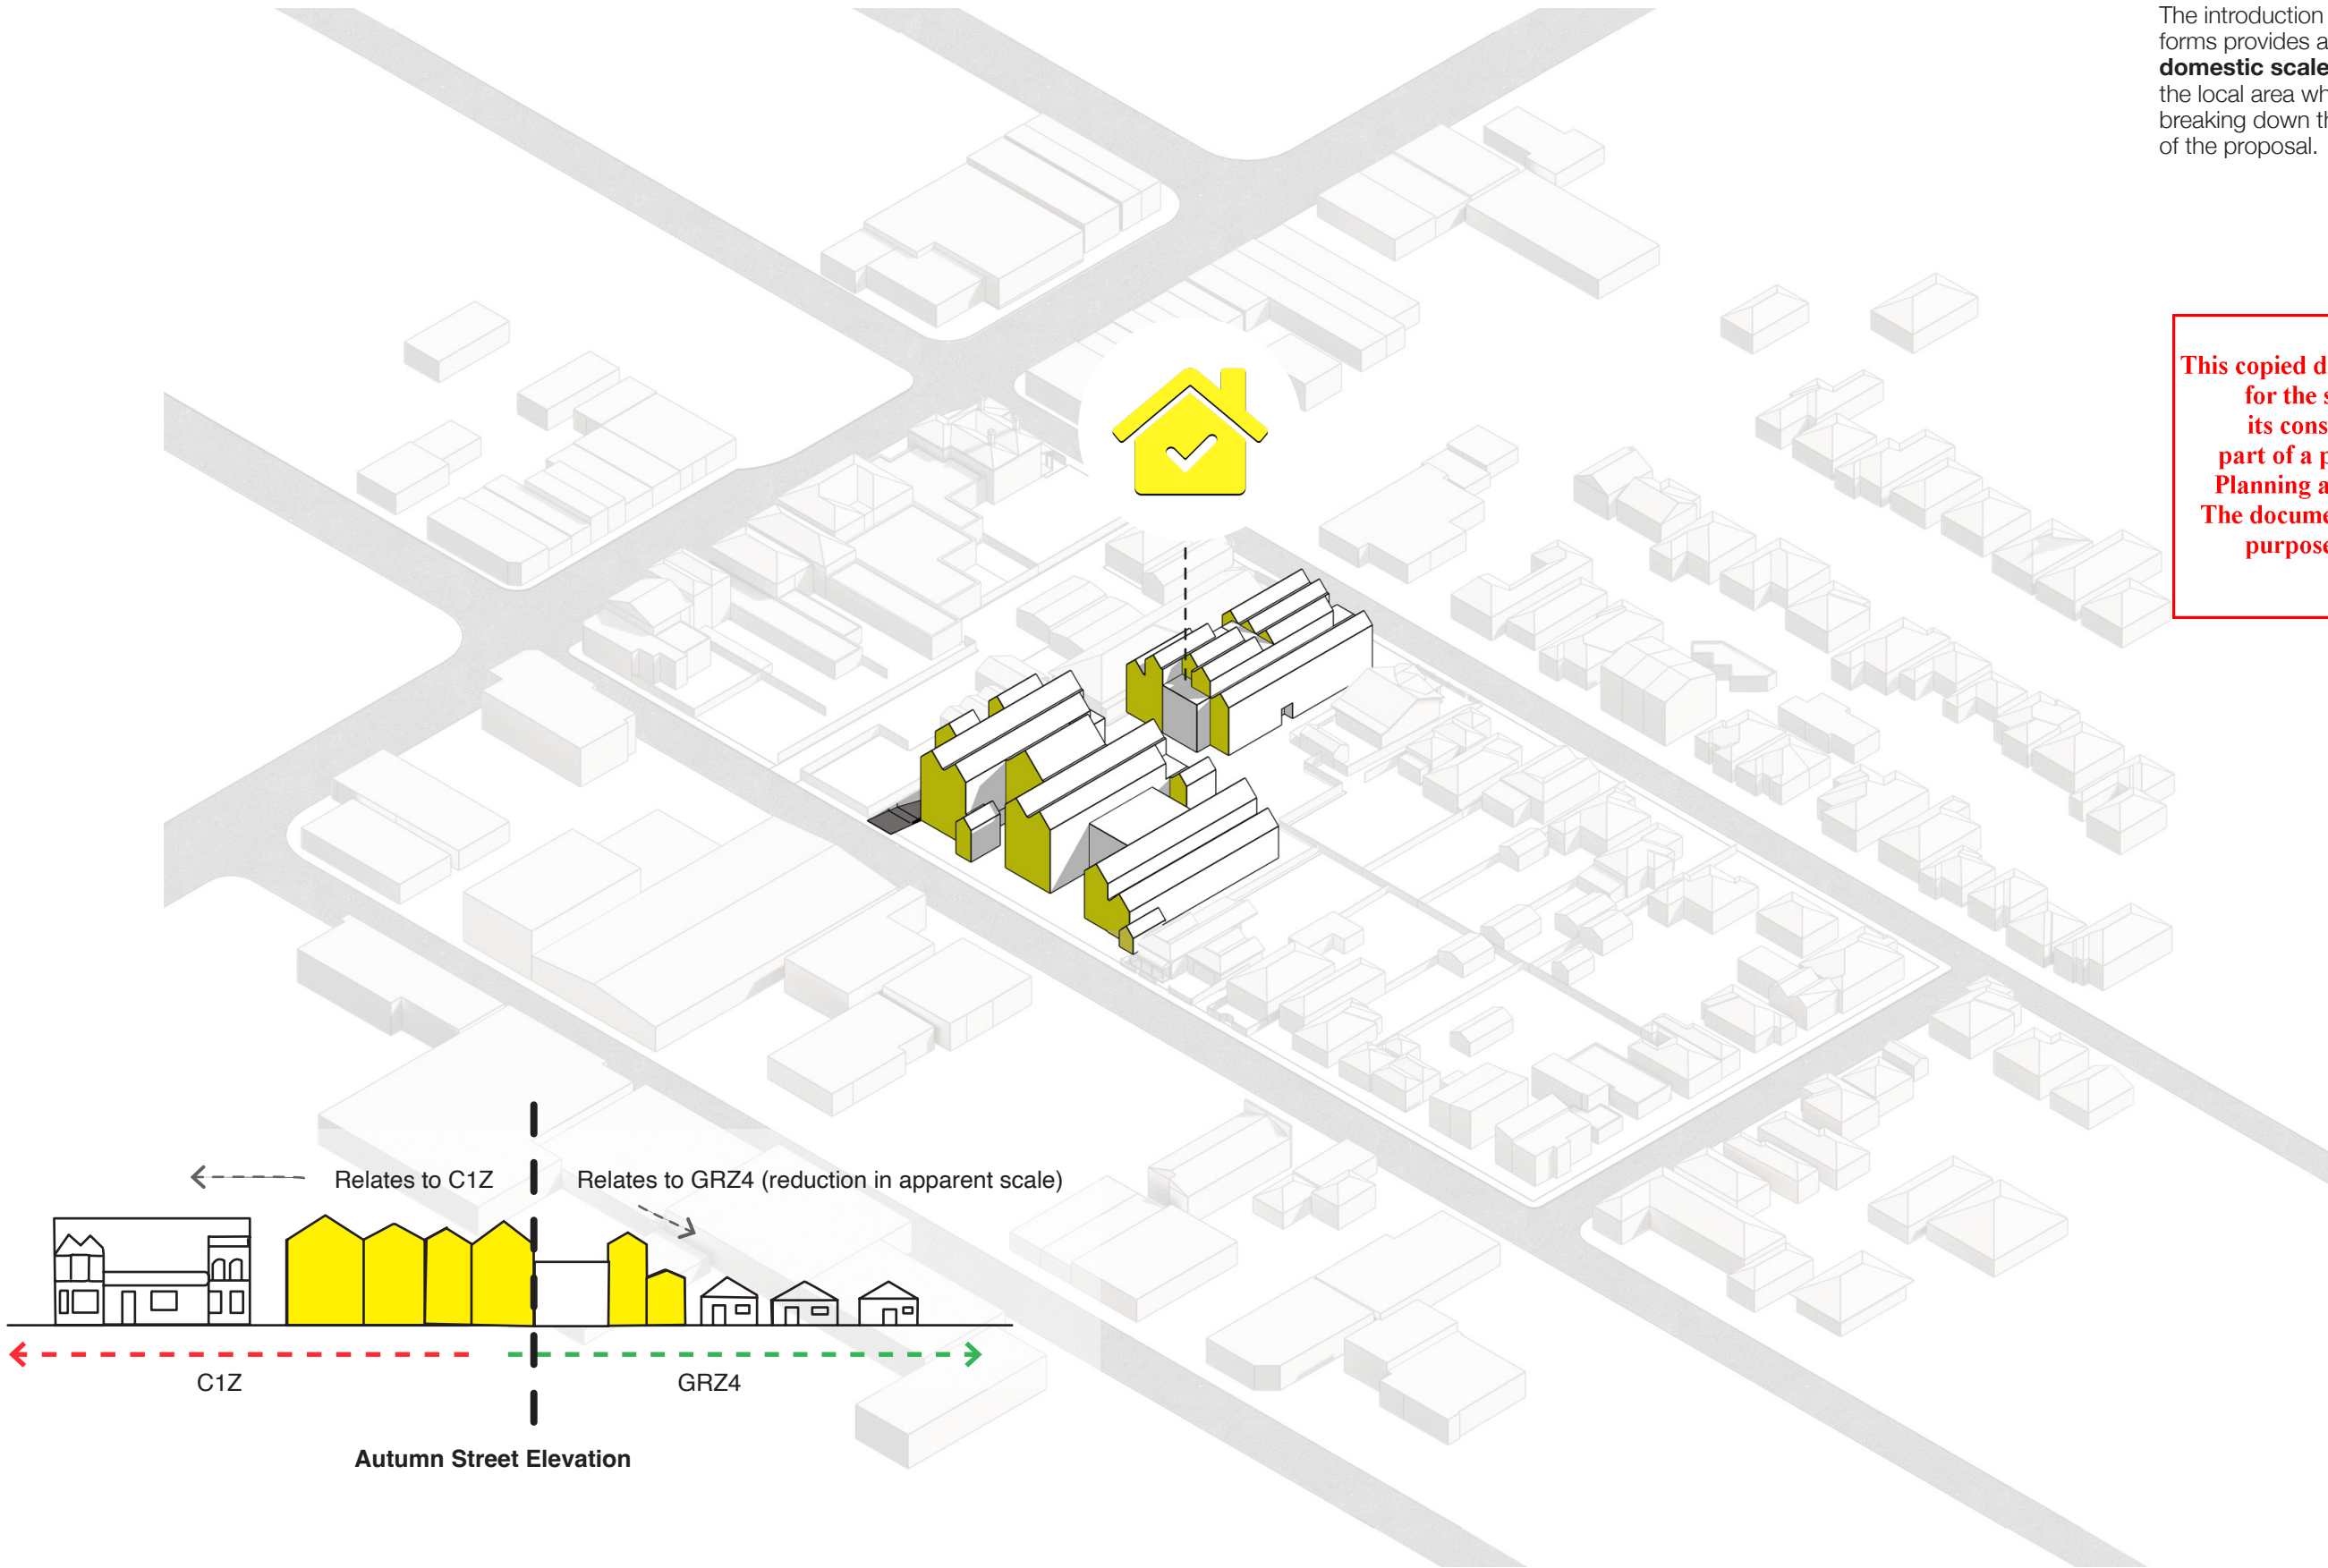 The introduction
forms provides a
domestic scale
the local area wh
breaking down th
of the proposal.
This copied d
for the s
its cons
part of a p
Planning a
The docume
purpose
Relates to C1Z
Relates to GRZ4 (reduction in apparent scale)
C1Z
GRZ4
Autumn Street Elevation